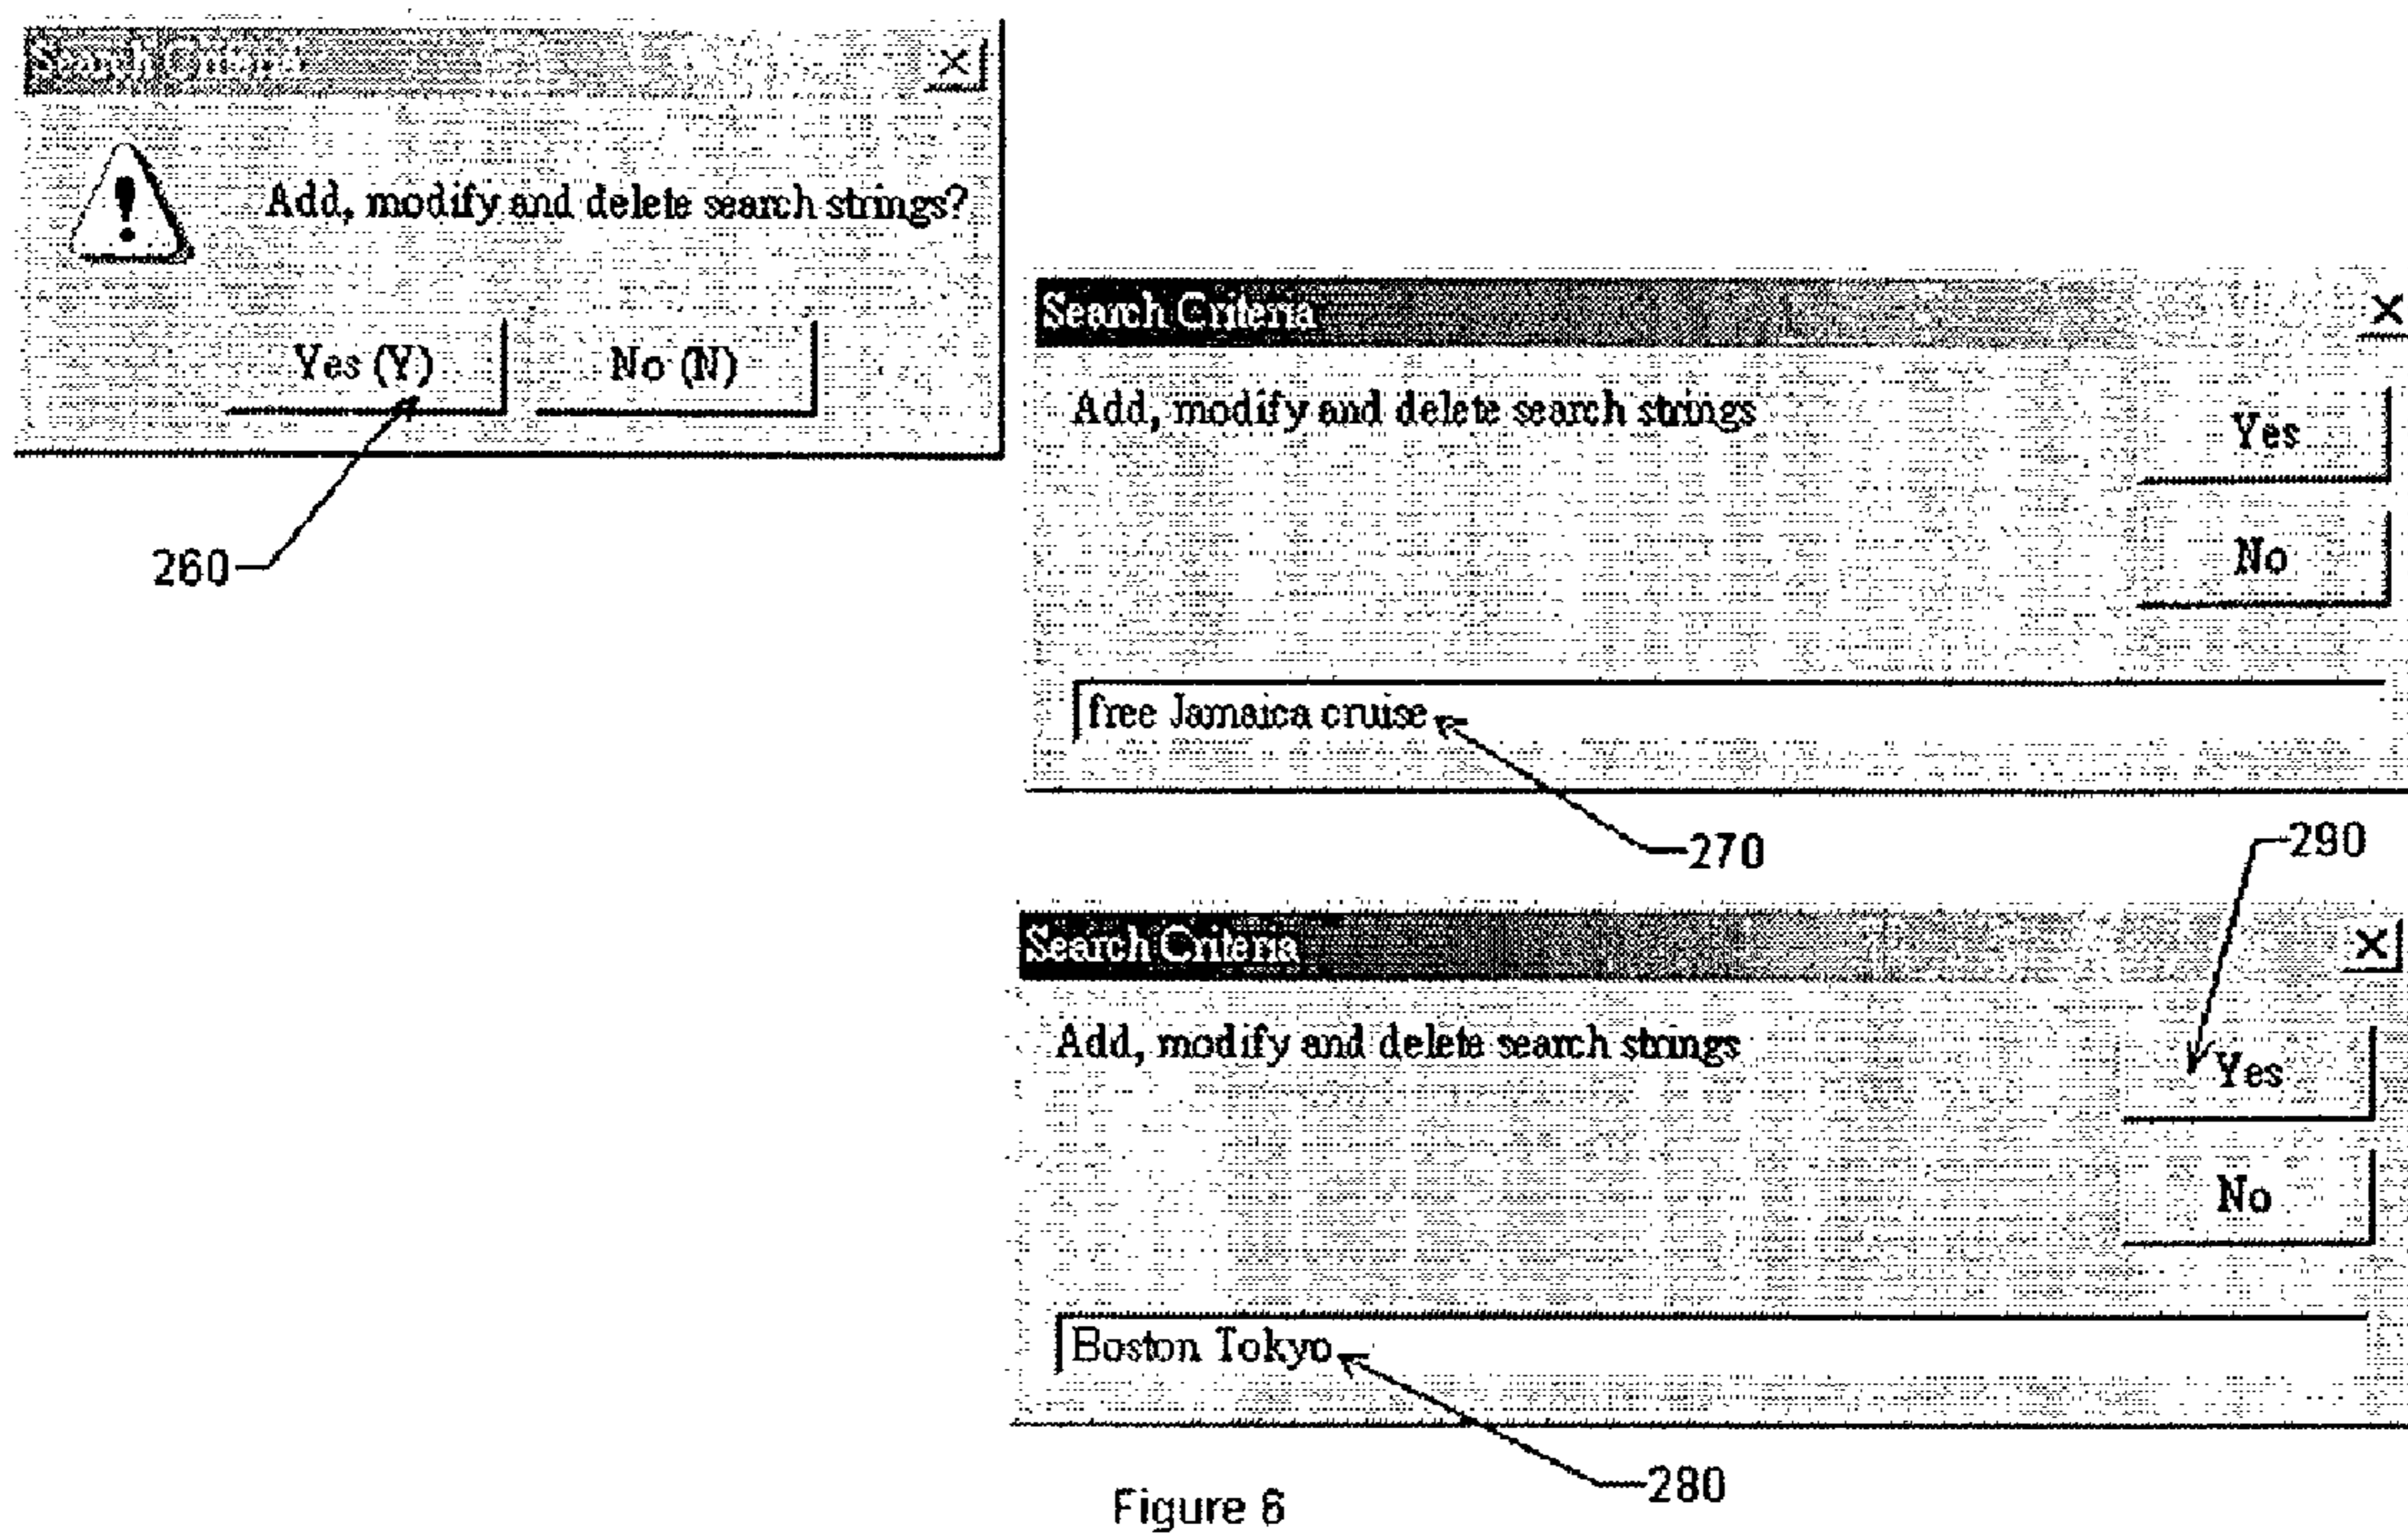 Search Criteria
Add, modify and delete search strings?
Yes (Y)
No (N)
260
Search Criteria
Add, modify and delete search strings
Yes
No
free Jamaica cruise
270
290
Search Criteria
Add, modify and delete search strings
Yes
No
Boston Tokyo
280
Figure 6